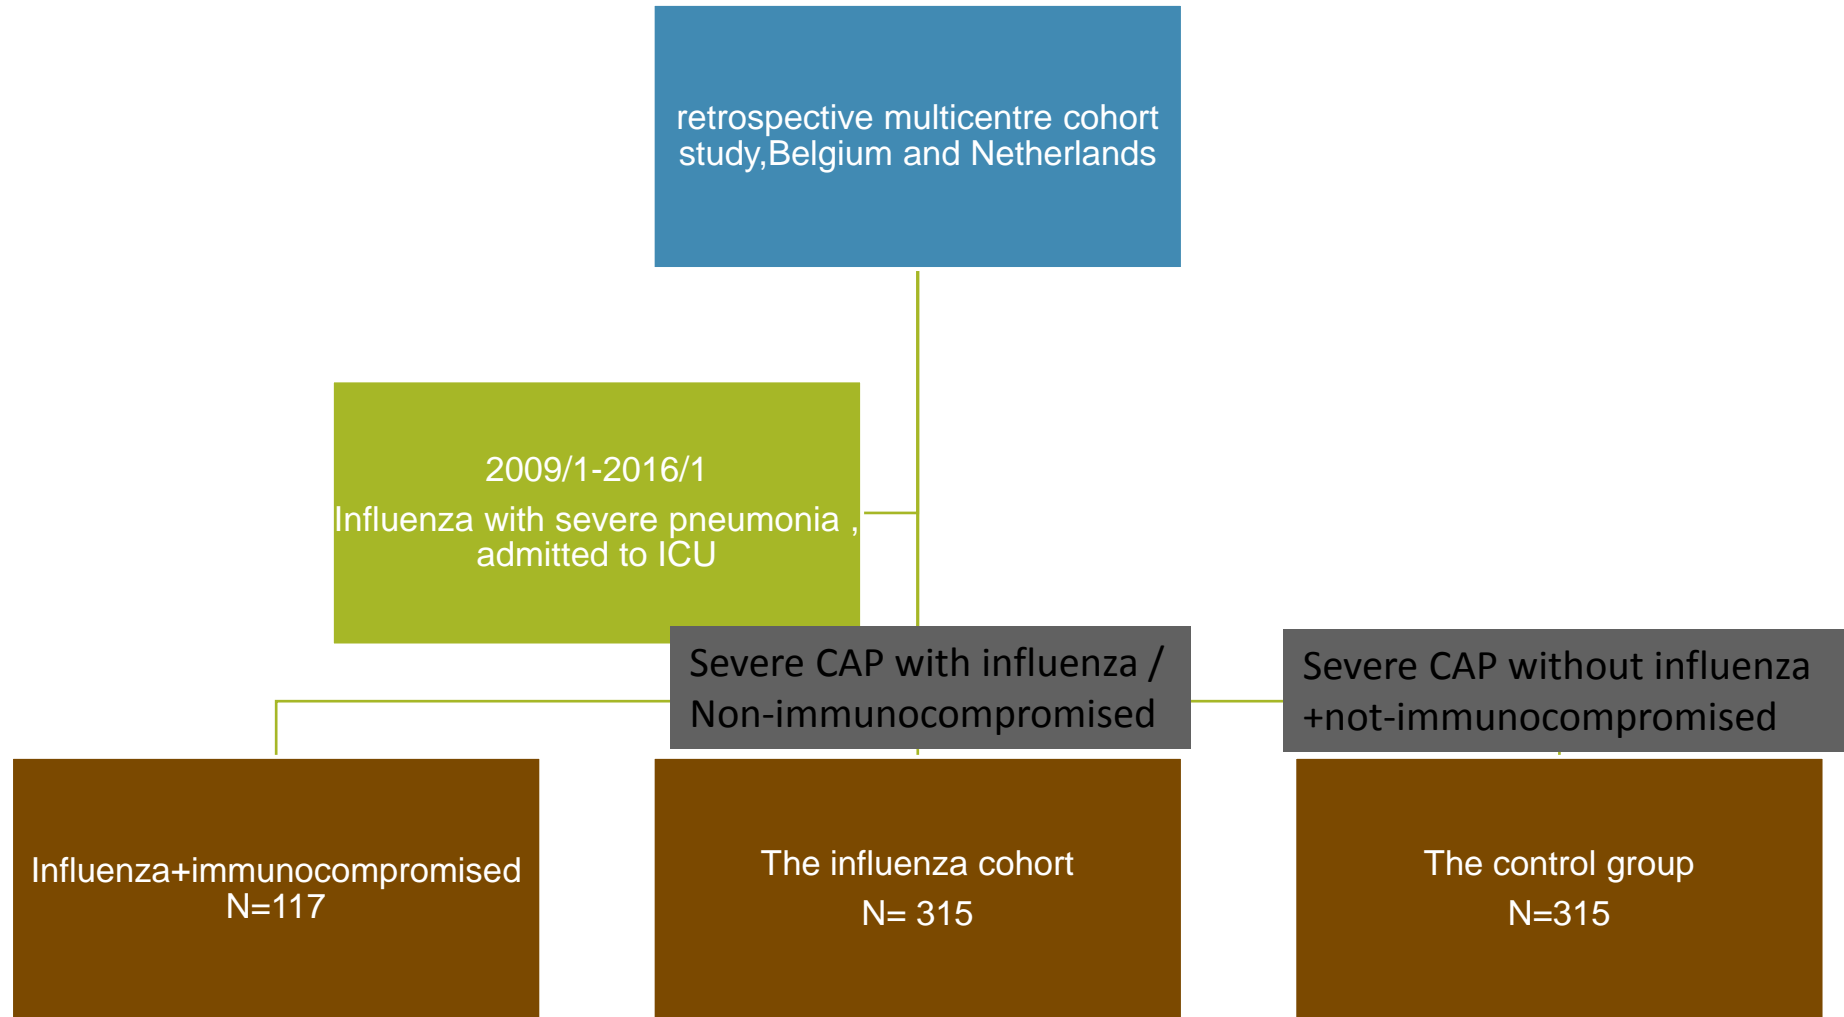 retrospective multicentre cohort
study,Belgium and Netherlands
2009/1-2016/1
Influenza with severe pneumonia ,
admitted to ICU
Severe CAP with influenza /
Non-immunocompromised
Severe CAP without influenza
+not-immunocompromised
Influenza+immunocompromised
N=117
The influenza cohort
N= 315
The control group
N=315